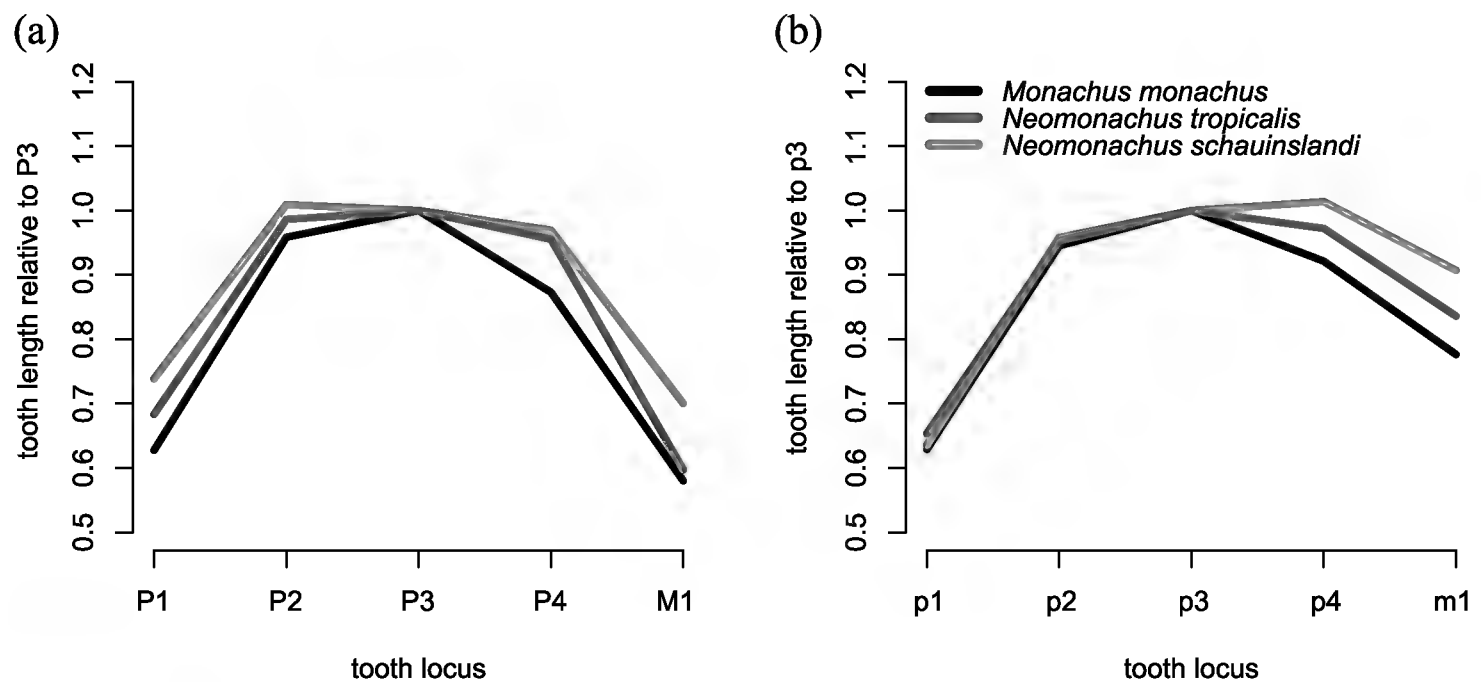 (a)
tooth length relative to P3
1.2
1.1
1.0
0.9
0.8
0.7
0.6
0.5
P1 P2 P3 P4 M1
tooth locus
(b)
tooth length relative to p3
1.2
1.1
1.0
0.9
0.8
0.7
0.6
0.5
Monachus monachus
Neomonachus tropicalis
Neomonachus schauinslandi
p1 p2 p3 p4 m1
tooth locus